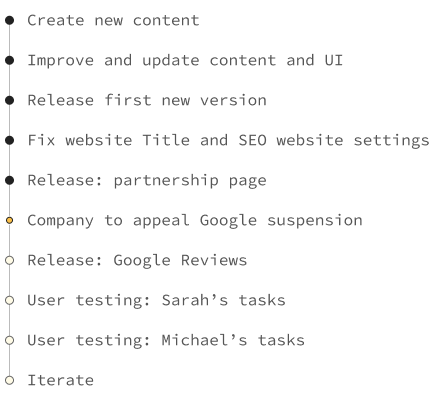 Create new content
Improve and update content and UI
Release first new version
Fix website Title and SEO website settings
Release: partnership page
Company to appeal Google suspension
Release: Google Reviews
User testing: Sarah’s tasks
User testing: Michael’s tasks
Iterate